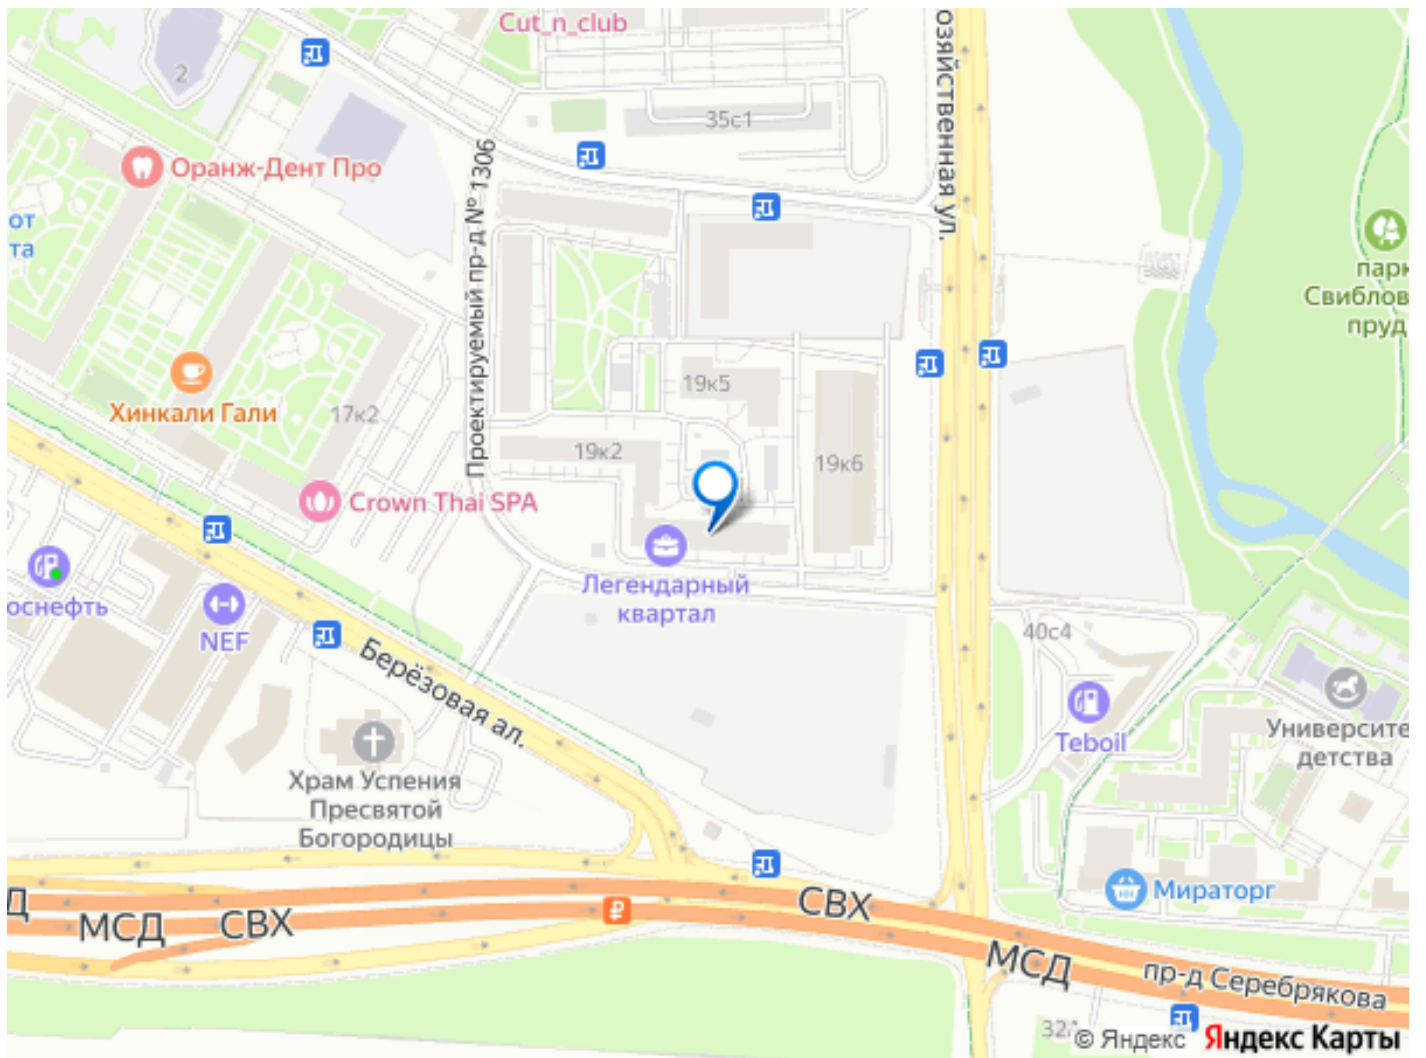 Cut_n_club
2
35с1
озяйственная ул.
Проектируемый пр-д № 1306
Оранж-Дент Про
от
та
парк
Свиблов
пруд
19к5
Хинкали Гали
17к2
19к2
19к6
Crown Thai SPA
Легендарный
квартал
оснефть
NEF
40с4
Берёзовая ал.
Teboil
Университе
детства
Храм Успения
Пресвятой
Богородицы
Мираторг
Д
МСД
СВХ
СВХ
МСД
пр-д Серебрякова
© Яндекс Яндекс Карты